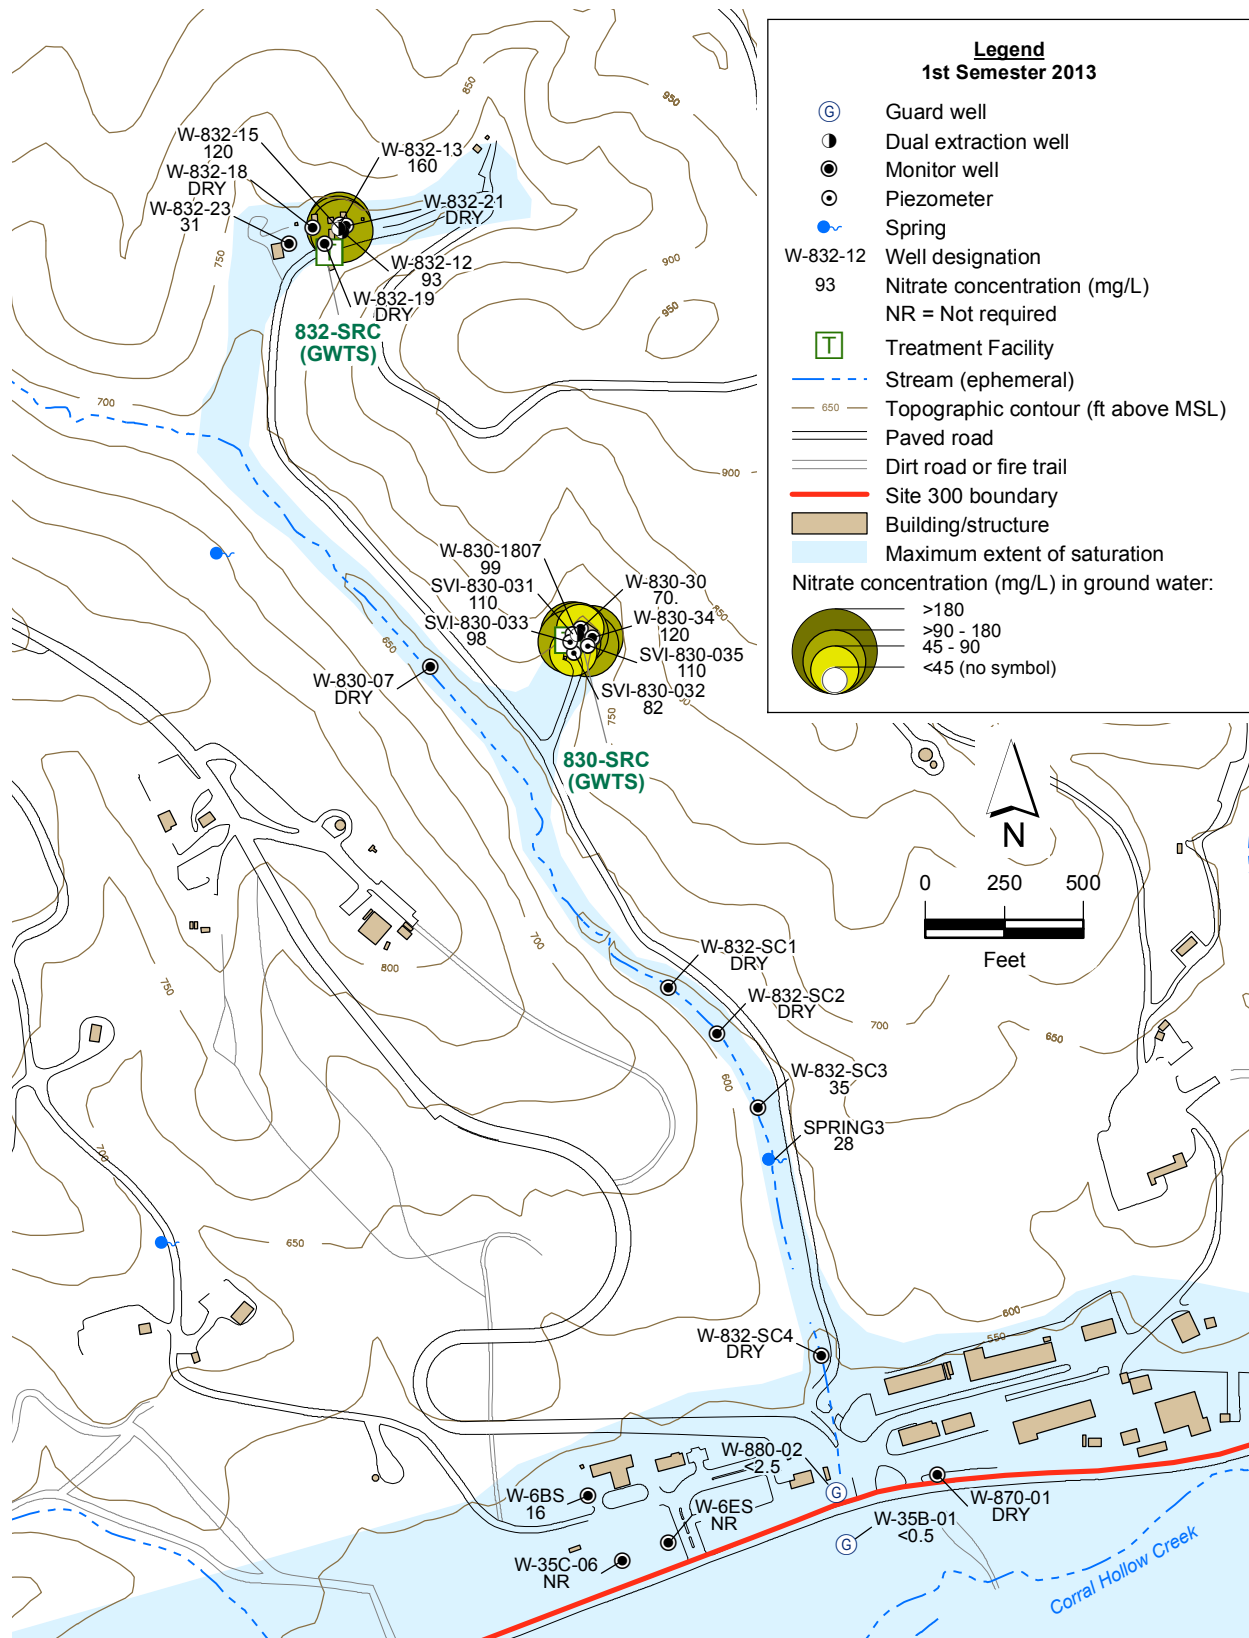 Legend
1st Semester 2013
G
Guard well
Dual extraction well
Monitor well
Piezometer
Spring
W-832-12 Well designation
93 Nitrate concentration (mg/L)
NR = Not required
T Treatment Facility
Stream (ephemeral)
650 Topographic contour (ft above MSL)
Paved road
Dirt road or fire trail
Site 300 boundary
Building/structure
Maximum extent of saturation
Nitrate concentration (mg/L) in ground water:
>180
>90 - 180
45 - 90
<45 (no symbol)
850
950
W-832-15
120
W-832-13
160
W-832-18
DRY
W-832-21
DRY
W-832-23
31
750
W-832-12
93
900
W-832-19
DRY
950
832-SRC
(GWTS)
700
900
W-830-1807
99
SVI-830-031
110
W-830-30
70.
850
SVI-830-033
98
W-830-34
120
650
SVI-830-035
110
W-830-07
DRY
SVI-830-032
82
800
750
830-SRC
(GWTS)
N
0 250 500
Feet
700
800
750
W-832-SC1
DRY
W-832-SC2
DRY
700
650
600
W-832-SC3
35
SPRING3
28
700
650
600
550
W-832-SC4
DRY
W-880-02
<2.5
G
W-6BS
16
W-6ES
NR
W-870-01
DRY
W-35B-01
<0.5
G
W-35C-06
NR
Corral Hollow Creek